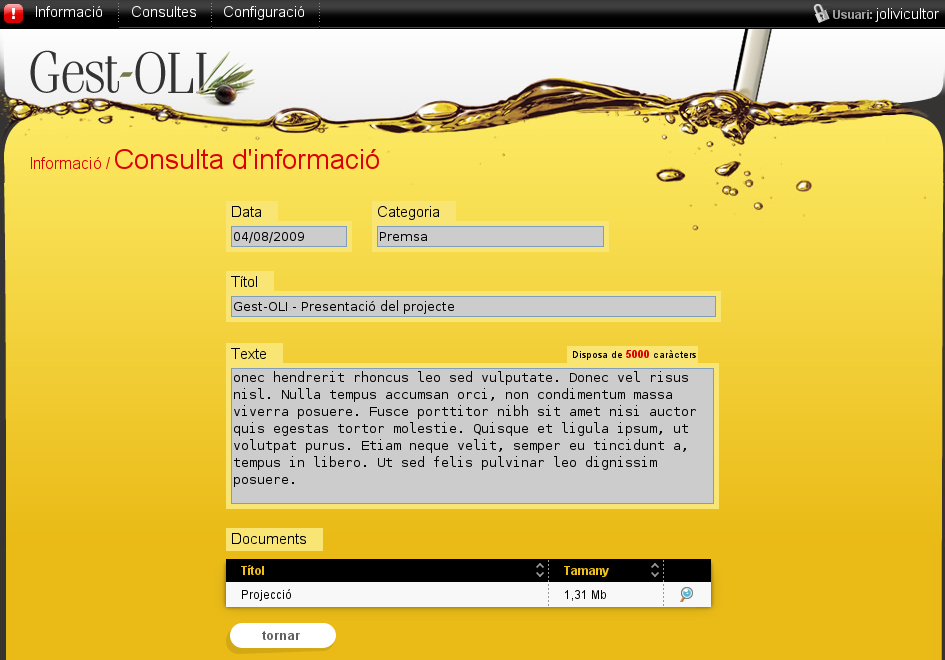 ! Informació Consultes Configuració Usuari: jolivicultor
Gest-OLI
Informació / Consulta d'informació
Data Categoria
04/08/2009 Premsa
Títol
Gest-OLI - Presentació del projecte
Texte Disposa de 5000 caràcters
onec hendrerit rhoncus leo sed vulputate. Donec vel risus
nisl. Nulla tempus accumsan orci, non condimentum massa
viverra posuere. Fusce porttitor nibh sit amet nisi auctor
quis egestas tortor molestie. Quisque et ligula ipsum, ut
volutpat purus. Etiam neque velit, semper eu tincidunt a,
tempus in libero. Ut sed felis pulvinar leo dignissim
posuere.
Documents
Títol Tamany
Projecció 1,31 Mb
tornar